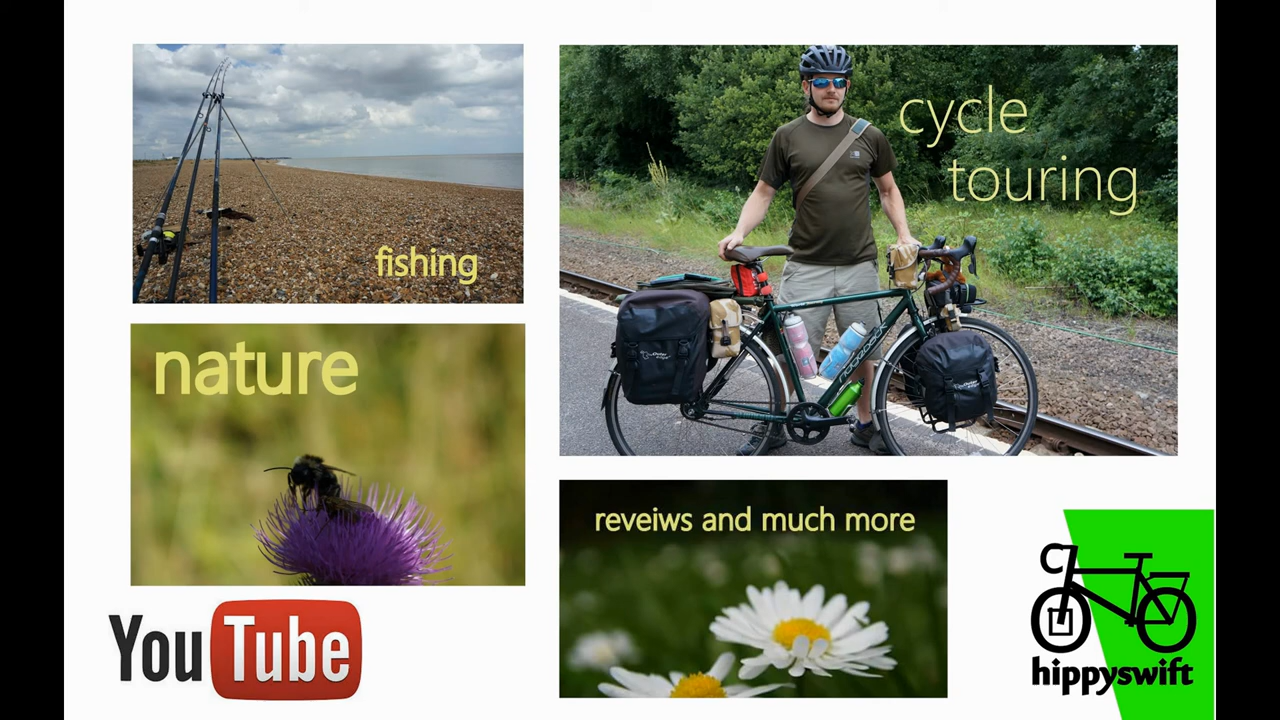 fishing
cycle
touring
nature
reveiws and much more
YouTube
hippyswift